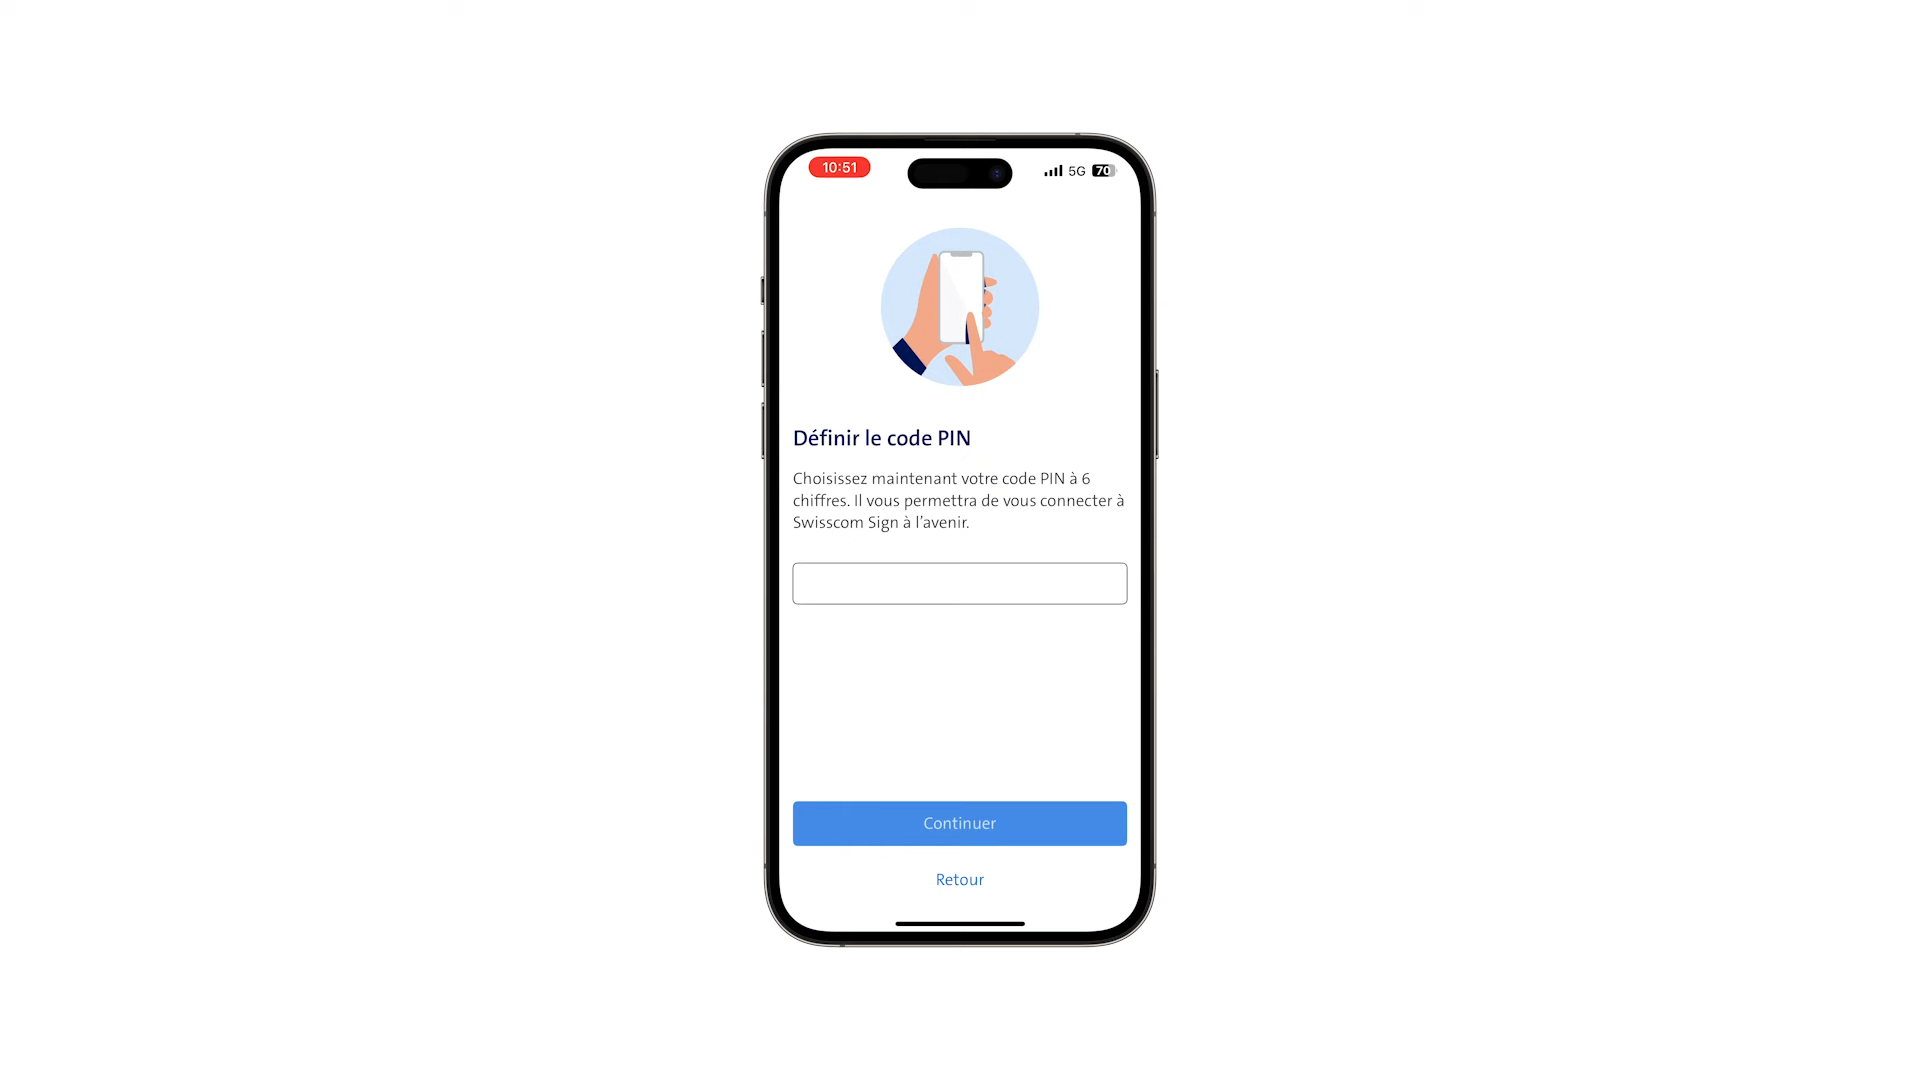 10:51
5G
70
Définir le code PIN
Choisissez maintenant votre code PIN à 6
chiffres. Il vous permettra de vous connecter à
Swisscom Sign à l’avenir.
Continuer
Retour